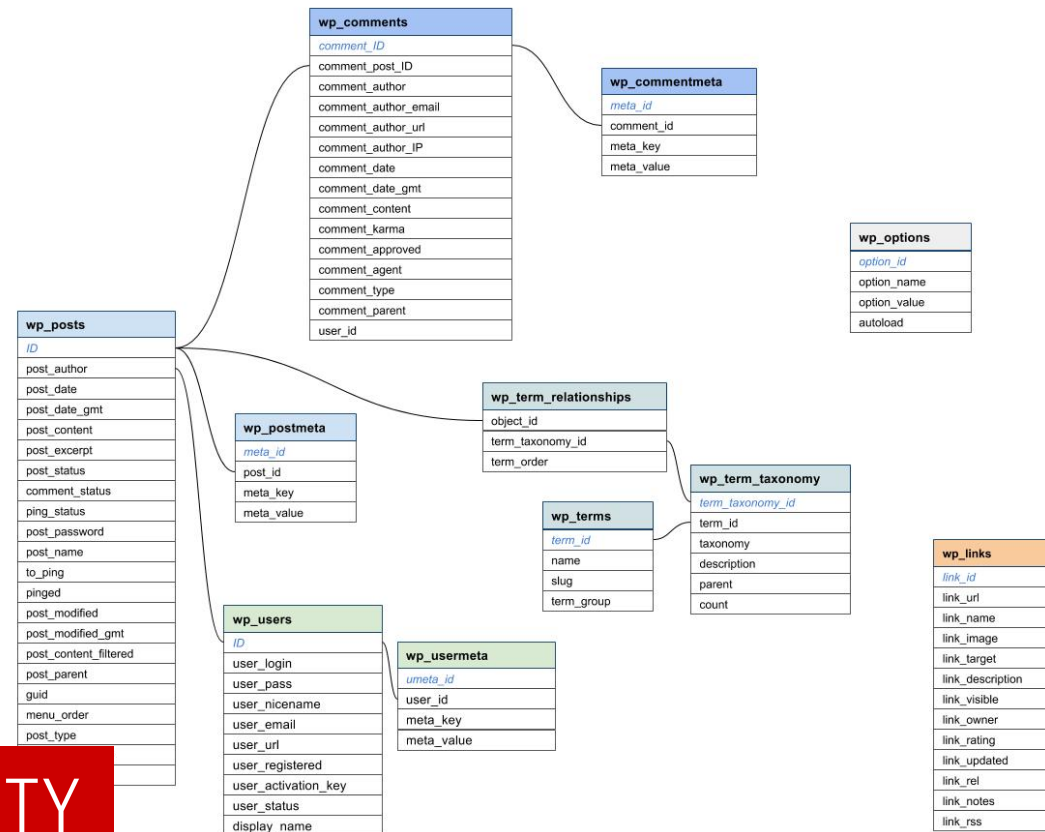 wp_comments
comment_ID
comment_post_ID
comment_author
comment_author_email
comment_author_url
comment_author_IP
comment_date
comment_date_gmt
comment_content
comment_karma
comment_approved
comment_agent
comment_type
comment_parent
user_id
wp_commentmeta
meta_id
comment_id
meta_key
meta_value
wp_options
option_id
option_name
option_value
autoload
wp_posts
ID
post_author
post_date
post_date_gmt
post_content
post_excerpt
post_status
comment_status
ping_status
post_password
post_name
to_ping
pinged
post_modified
post_modified_gmt
post_content_filtered
post_parent
guid
menu_order
post_type
wp_postmeta
meta_id
post_id
meta_key
meta_value
wp_term_relationships
object_id
term_taxonomy_id
term_order
wp_term_taxonomy
term_taxonomy_id
term_id
taxonomy
description
parent
count
wp_terms
term_id
name
slug
term_group
wp_links
link_id
link_url
link_name
link_image
link_target
link_description
link_visible
link_owner
link_rating
link_updated
link_rel
link_notes
link_rss
wp_users
ID
user_login
user_pass
user_nicename
user_email
user_url
user_registered
user_activation_key
user_status
display_name
wp_usermeta
umeta_id
user_id
meta_key
meta_value
TY